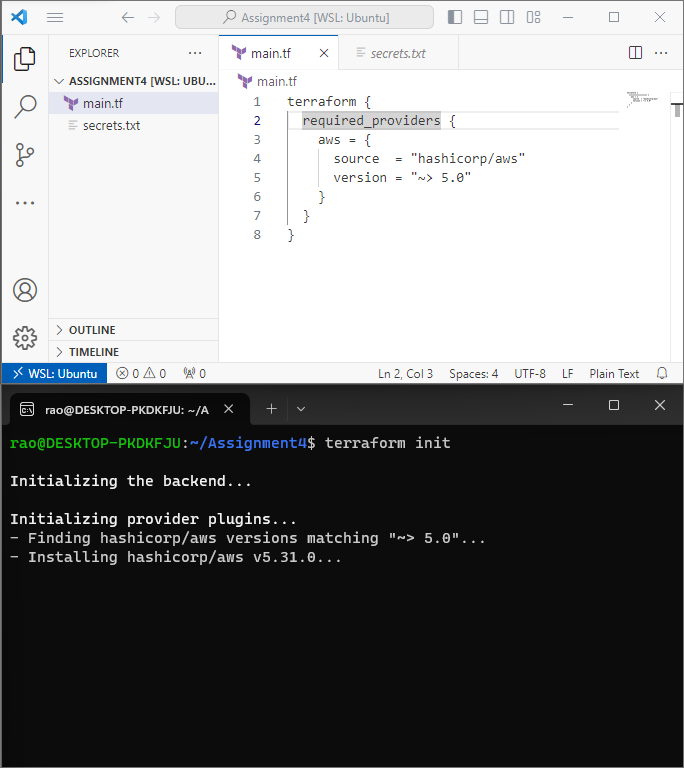 Assignment4 [WSL: Ubuntu]
EXPLORER
ASSIGNMENT4 [WSL: UBU...
main.tf
secrets.txt
OUTLINE
TIMELINE
main.tf
secrets.txt
main.tf
1 terraform {
2 required_providers {
3 aws = {
4 source  = "hashicorp/aws"
5 version = "~> 5.0"
6 }
7 }
8 }
WSL: Ubuntu 0 0 0 Ln 2, Col 3 Spaces: 4 UTF-8 LF Plain Text
rao@DESKTOP-PKDKFJU: ~/A
rao@DESKTOP-PKDKFJU:~/Assignment4$ terraform init
Initializing the backend...
Initializing provider plugins...
- Finding hashicorp/aws versions matching "~> 5.0"...
- Installing hashicorp/aws v5.31.0...